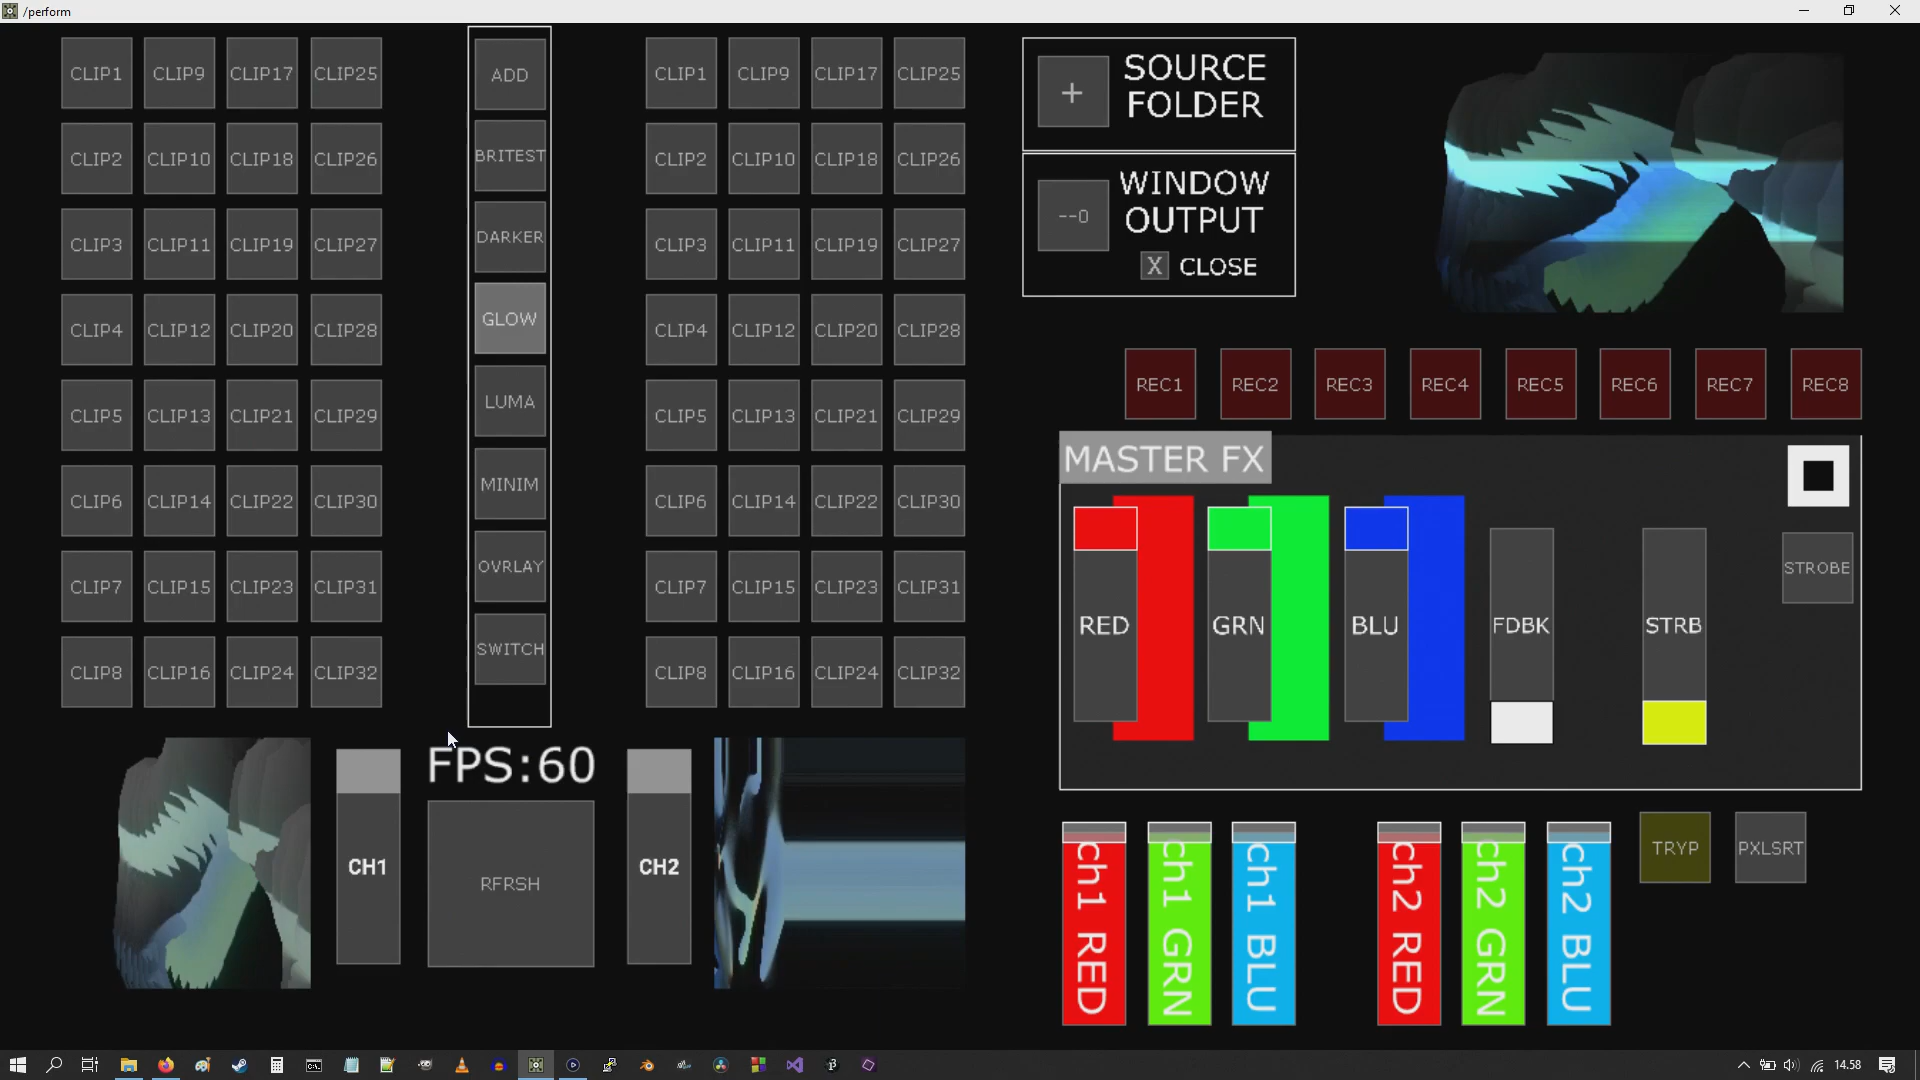 /perform
CLIP1 CLIP9 CLIP17 CLIP25
CLIP2 CLIP10 CLIP18 CLIP26
CLIP3 CLIP11 CLIP19 CLIP27
CLIP4 CLIP12 CLIP20 CLIP28
CLIP5 CLIP13 CLIP21 CLIP29
CLIP6 CLIP14 CLIP22 CLIP30
CLIP7 CLIP15 CLIP23 CLIP31
CLIP8 CLIP16 CLIP24 CLIP32
ADD
BRITEST
DARKER
GLOW
LUMA
MINIM
OVRLAY
SWITCH
CLIP1 CLIP9 CLIP17 CLIP25
CLIP2 CLIP10 CLIP18 CLIP26
CLIP3 CLIP11 CLIP19 CLIP27
CLIP4 CLIP12 CLIP20 CLIP28
CLIP5 CLIP13 CLIP21 CLIP29
CLIP6 CLIP14 CLIP22 CLIP30
CLIP7 CLIP15 CLIP23 CLIP31
CLIP8 CLIP16 CLIP24 CLIP32
+
SOURCE
FOLDER
--0
WINDOW
OUTPUT
X CLOSE
REC1 REC2 REC3 REC4 REC5 REC6 REC7 REC8
MASTER FX
STROBE
RED GRN BLU FDBK STRB
CH1
FPS:60
RFRSH
CH2
ch1 RED
ch1 GRN
ch1 BLU
ch2 RED
ch2 GRN
ch2 BLU
TRYP
PXLSRT
14.58